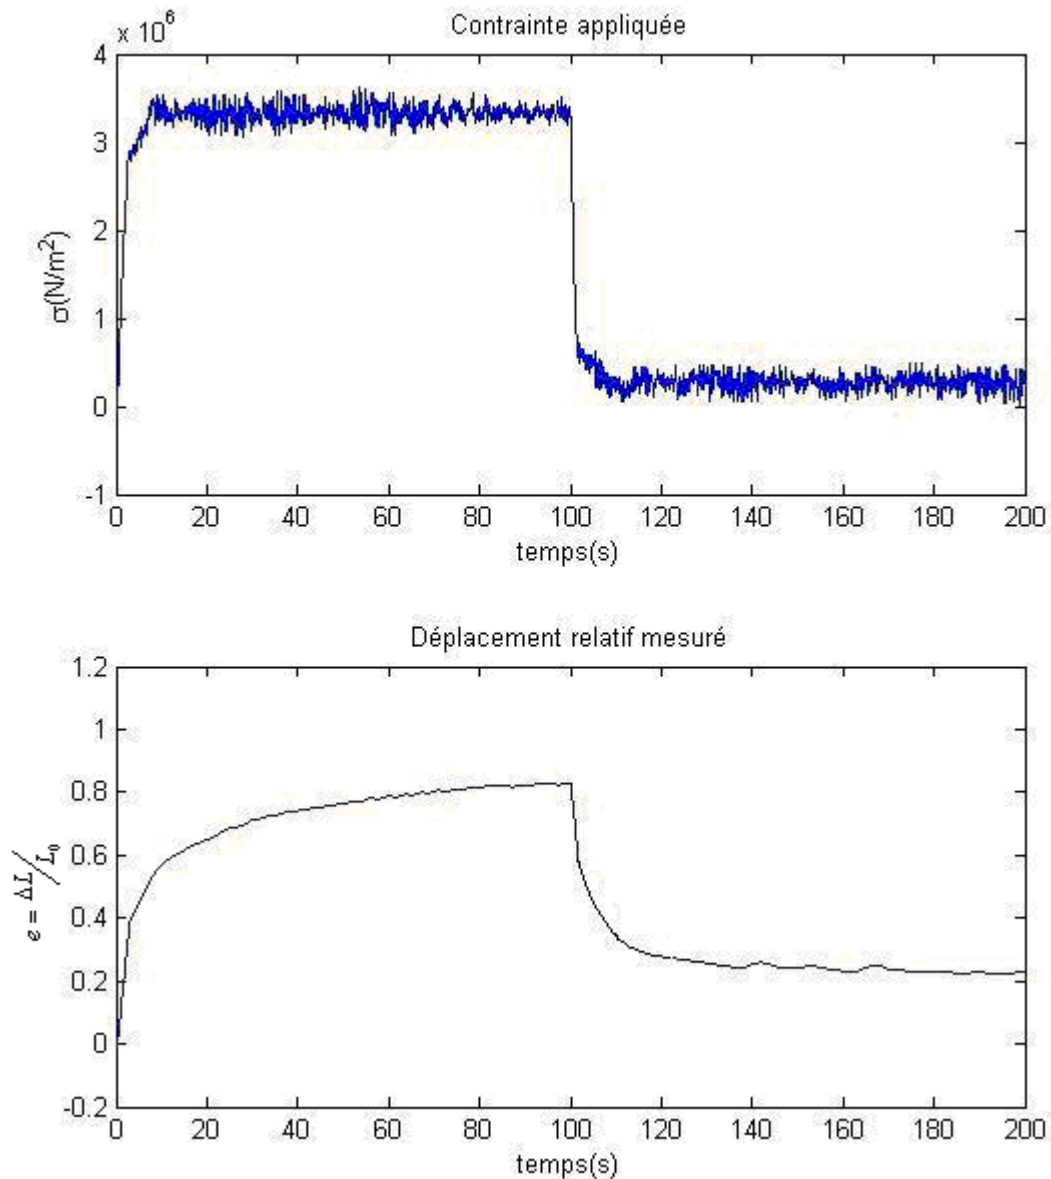 Contrainte appliquée
x 10⁶
4
3
2
1
0
-1
σ(N/m²)
0 20 40 60 80 100 120 140 160 180 200
temps(s)
Déplacement relatif mesuré
1.2
1
0.8
0.6
0.4
0.2
0
-0.2
e = ΔL/L₀
0 20 40 60 80 100 120 140 160 180 200
temps(s)